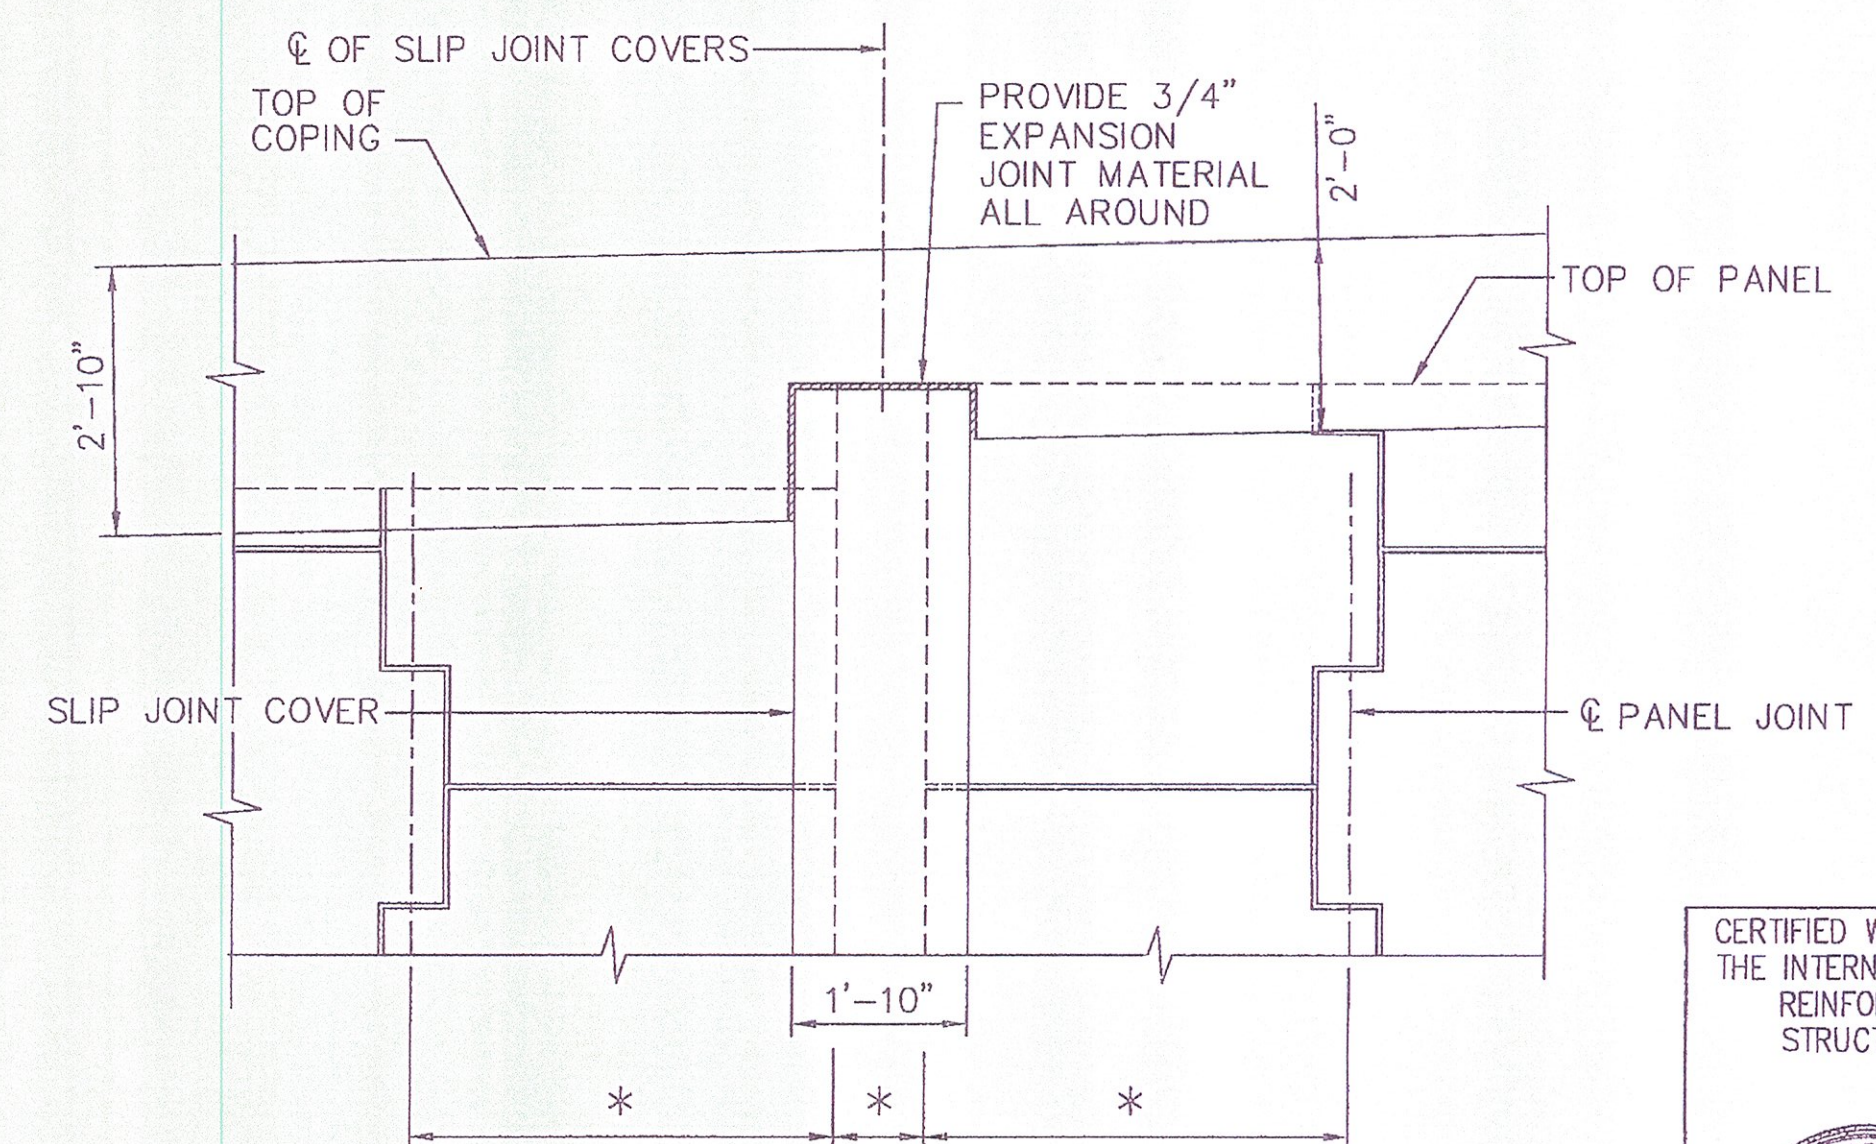 ℄ OF SLIP JOINT COVERS
TOP OF
COPING
PROVIDE 3/4"
EXPANSION
JOINT MATERIAL
ALL AROUND
2'-0"
TOP OF PANEL
2'-10"
SLIP JOINT COVER
℄ PANEL JOINT
1'-10"
* * *
CERTIFIED W
THE INTERN
REINFO
STRUCT